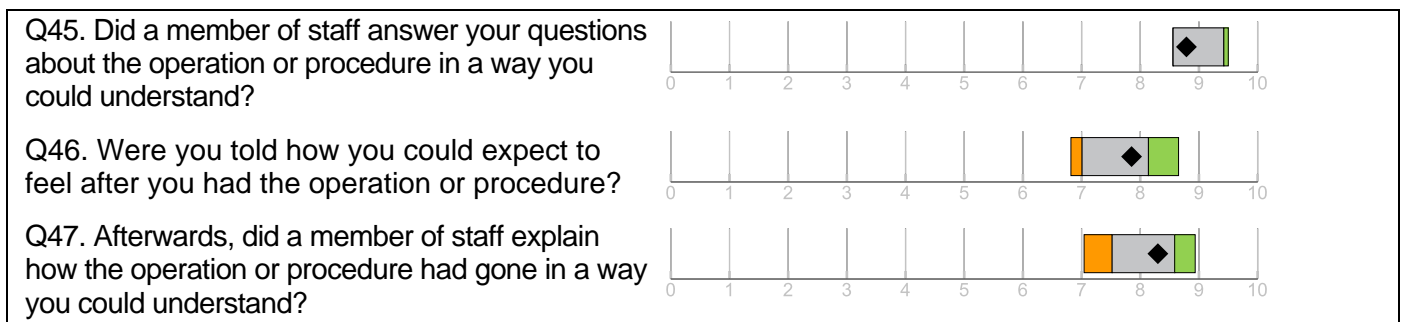 Q45. Did a member of staff answer your questions
about the operation or procedure in a way you
could understand?
0 1 2 3 4 5 6 7 8 9 10
Q46. Were you told how you could expect to
feel after you had the operation or procedure?
0 1 2 3 4 5 6 7 8 9 10
Q47. Afterwards, did a member of staff explain
how the operation or procedure had gone in a way
you could understand?
0 1 2 3 4 5 6 7 8 9 10